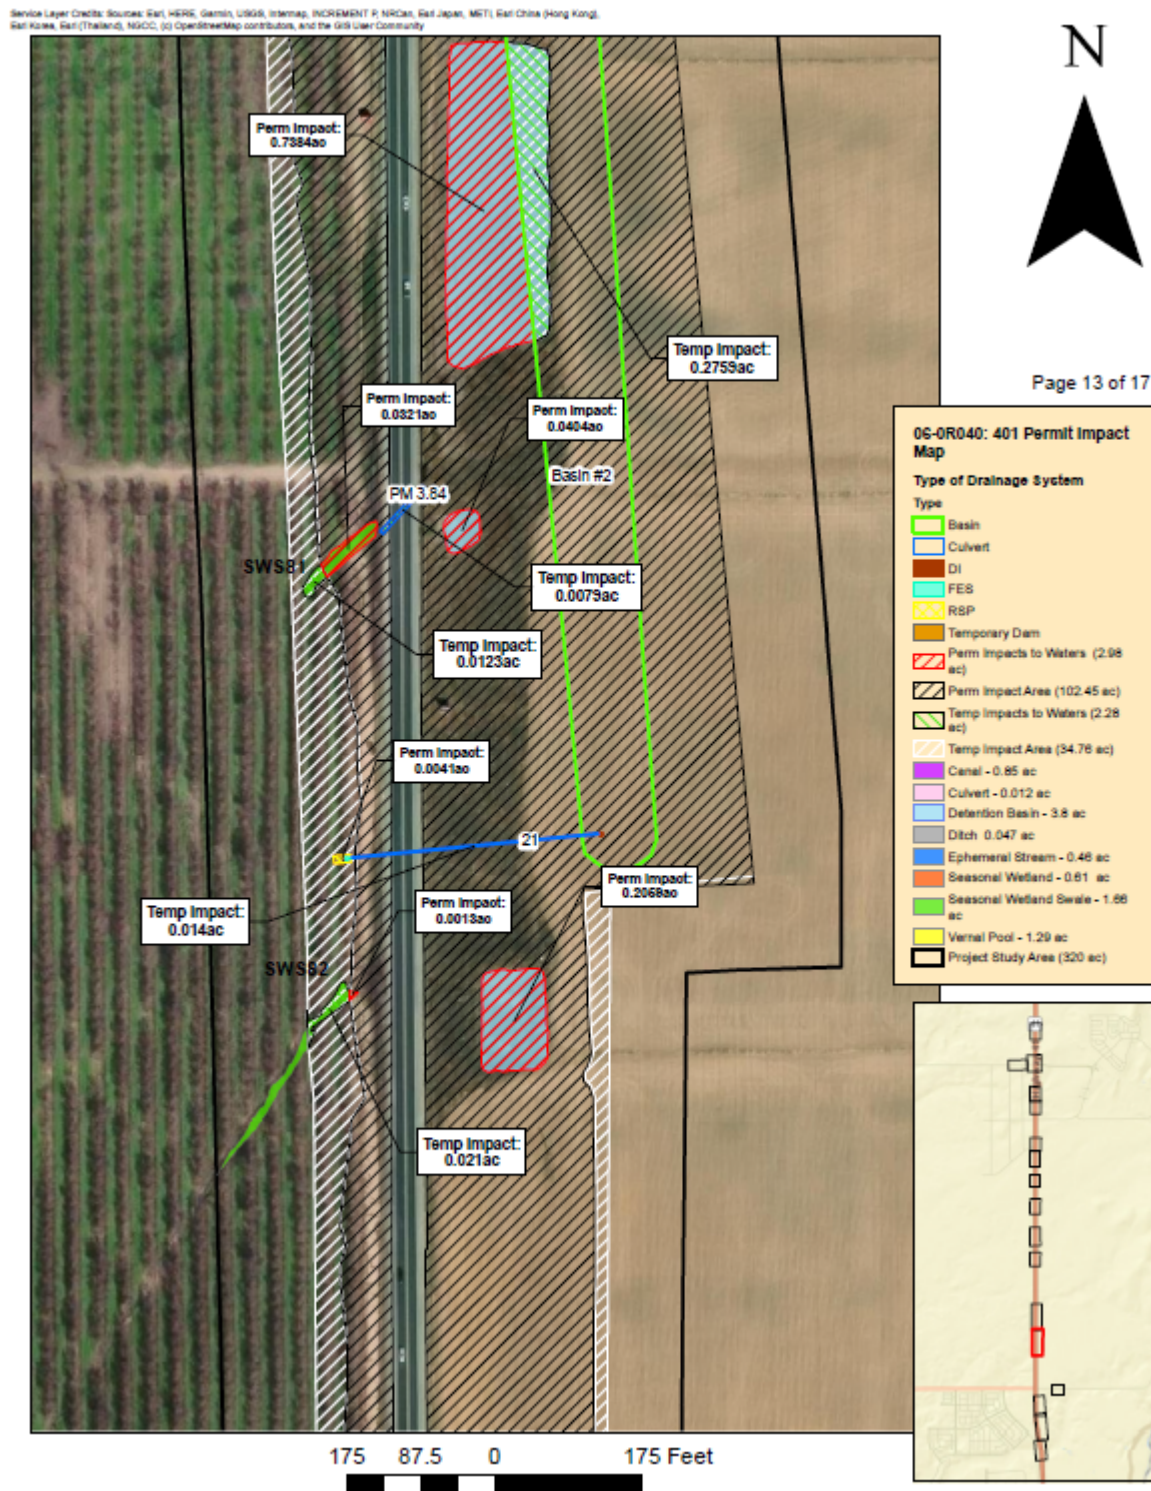 Service Layer Credits: Sources: Esri, HERE, Garmin, USGS, Intermap, INCREMENT P, NRCan, Esri Japan, METI, Esri China (Hong Kong),
Esri Korea, Esri (Thailand), NGCC, (c) OpenStreetMap contributors, and the GIS User Community
N
Perm Impact:
0.7384ac
Temp Impact:
0.2759ac
Page 13 of 17
Perm Impact:
0.0321ac
Perm Impact:
0.0404ac
Basin #2
PM 3.84
SWS81
Temp Impact:
0.0079ac
Temp Impact:
0.0123ac
Perm Impact:
0.0041ac
21
Perm Impact:
0.2069ac
Temp Impact:
0.014ac
Perm Impact:
0.0013ac
SWS82
Temp Impact:
0.021ac
06-0R040: 401 Permit Impact
Map
Type of Drainage System
Type
Basin
Culvert
DI
FES
RSP
Temporary Dam
Perm Impacts to Waters (2.98
ac)
Perm Impact Area (102.45 ac)
Temp Impacts to Waters (2.28
ac)
Temp Impact Area (34.76 ac)
Canal - 0.85 ac
Culvert - 0.012 ac
Detention Basin - 3.8 ac
Ditch 0.047 ac
Ephemeral Stream - 0.46 ac
Seasonal Wetland - 0.61 ac
Seasonal Wetland Swale - 1.66
ac
Vernal Pool - 1.29 ac
Project Study Area (320 ac)
175 87.5 0 175 Feet